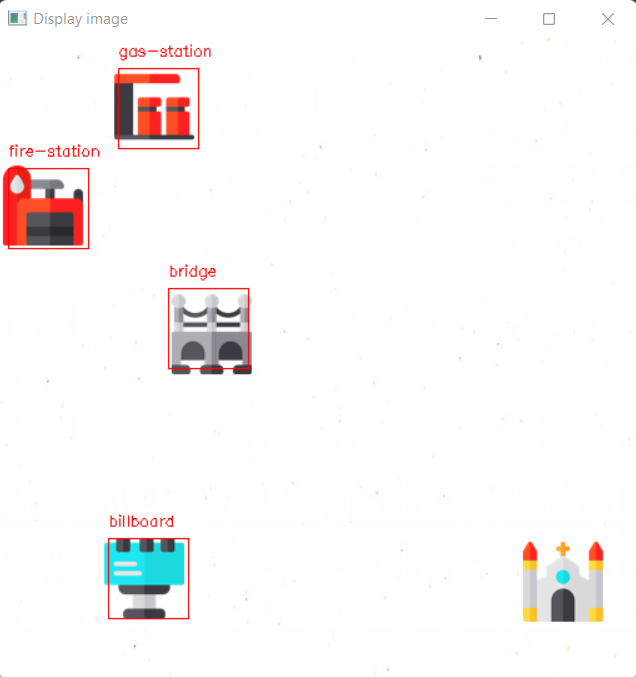 Display image
gas-station
fire-station
bridge
billboard